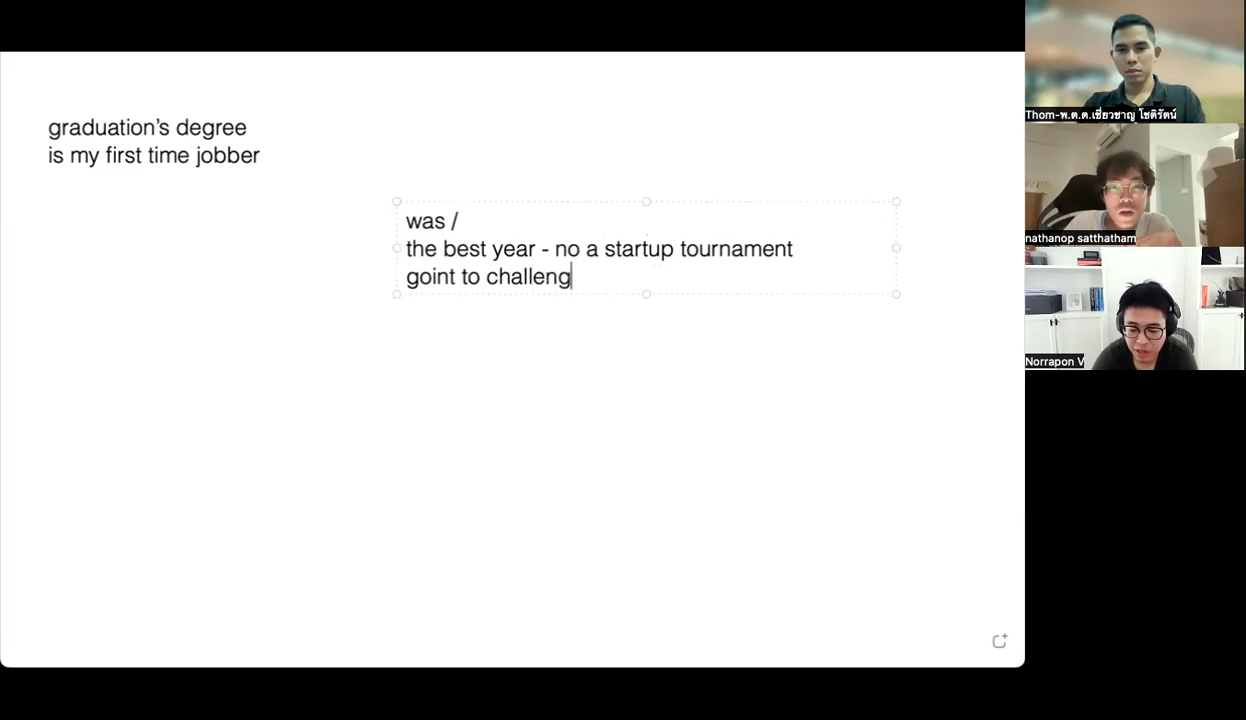 graduation's degree
is my first time jobber
was /
the best year - no a startup tournament
goint to challeng
Thom-พ.ต.ต.เชี่ยวชาญ โชติรัตน์
nathanop satthatham
Norrapon V